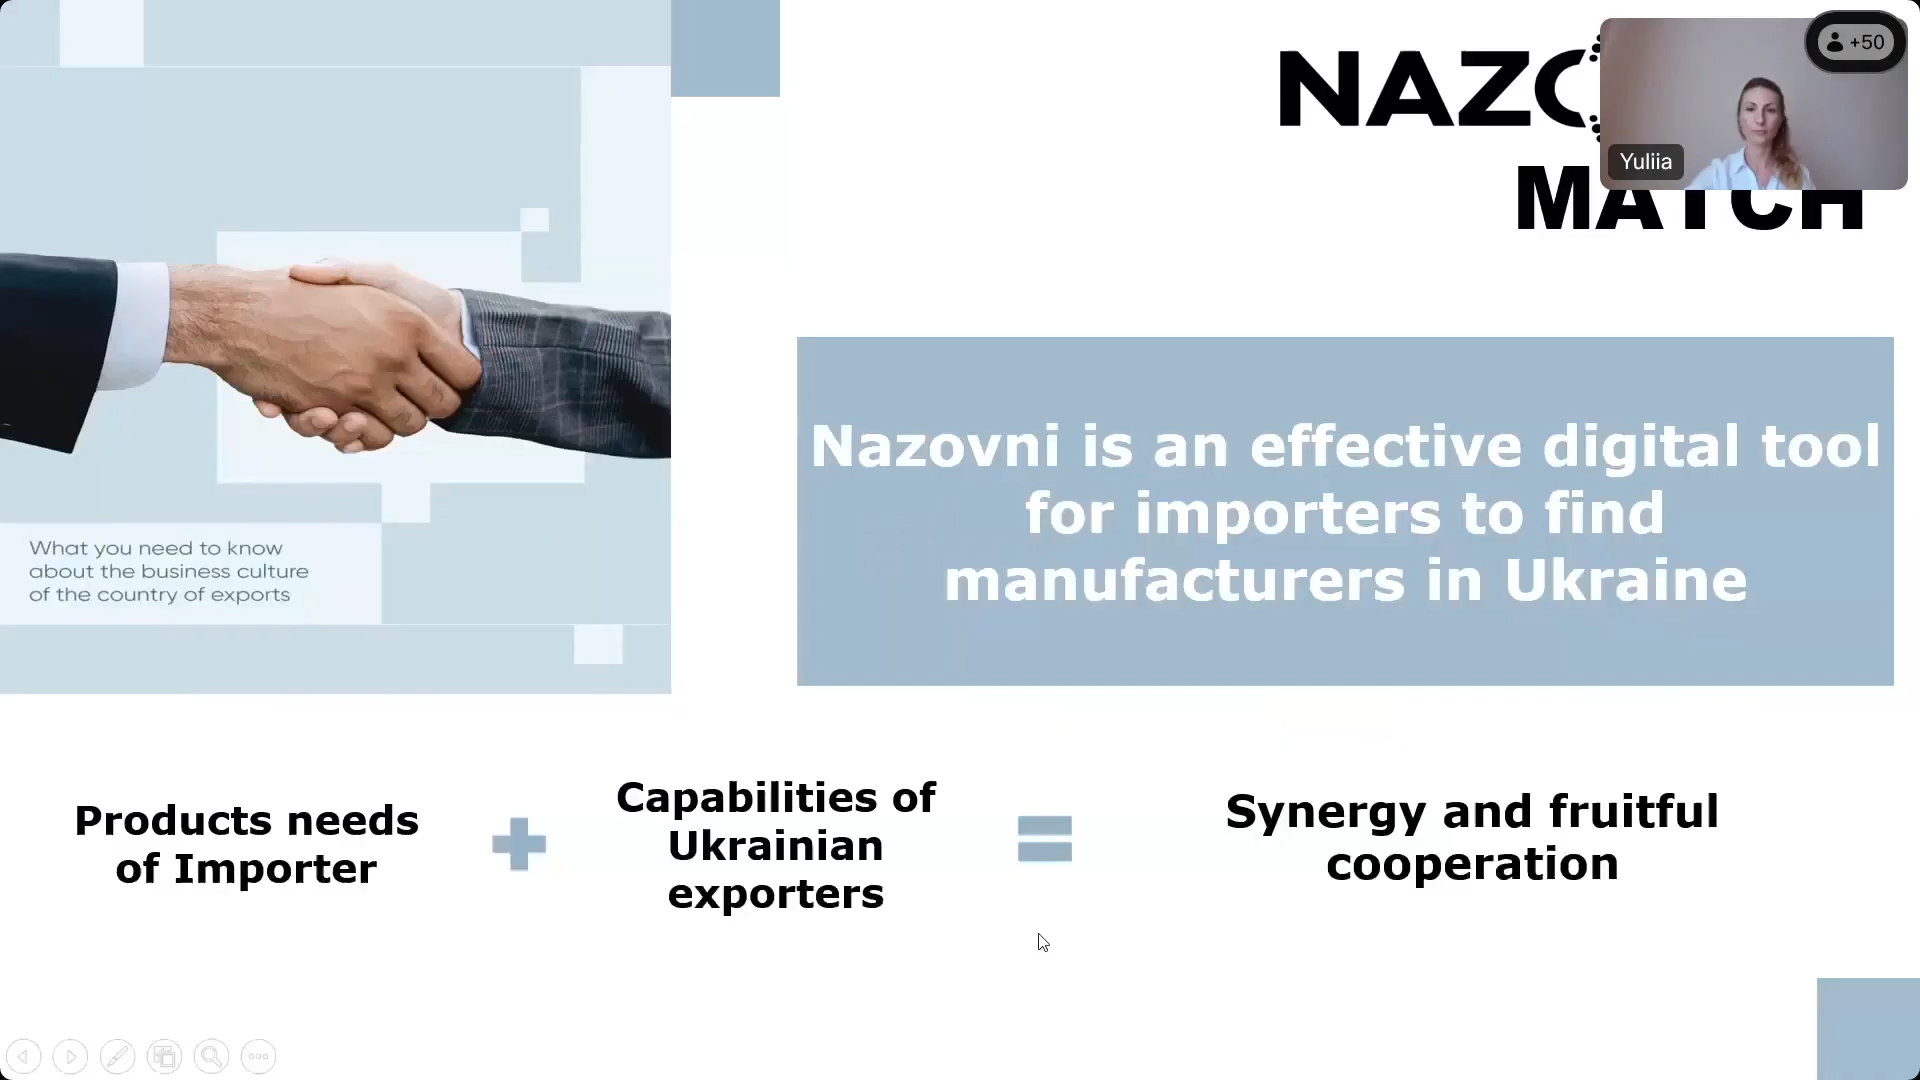 +50
Yuliia
MATCH
Nazovni is an effective digital tool
for importers to find
manufacturers in Ukraine
What you need to know
about the business culture
of the country of exports
Products needs
of Importer
Capabilities of
Ukrainian
exporters
Synergy and fruitful
cooperation